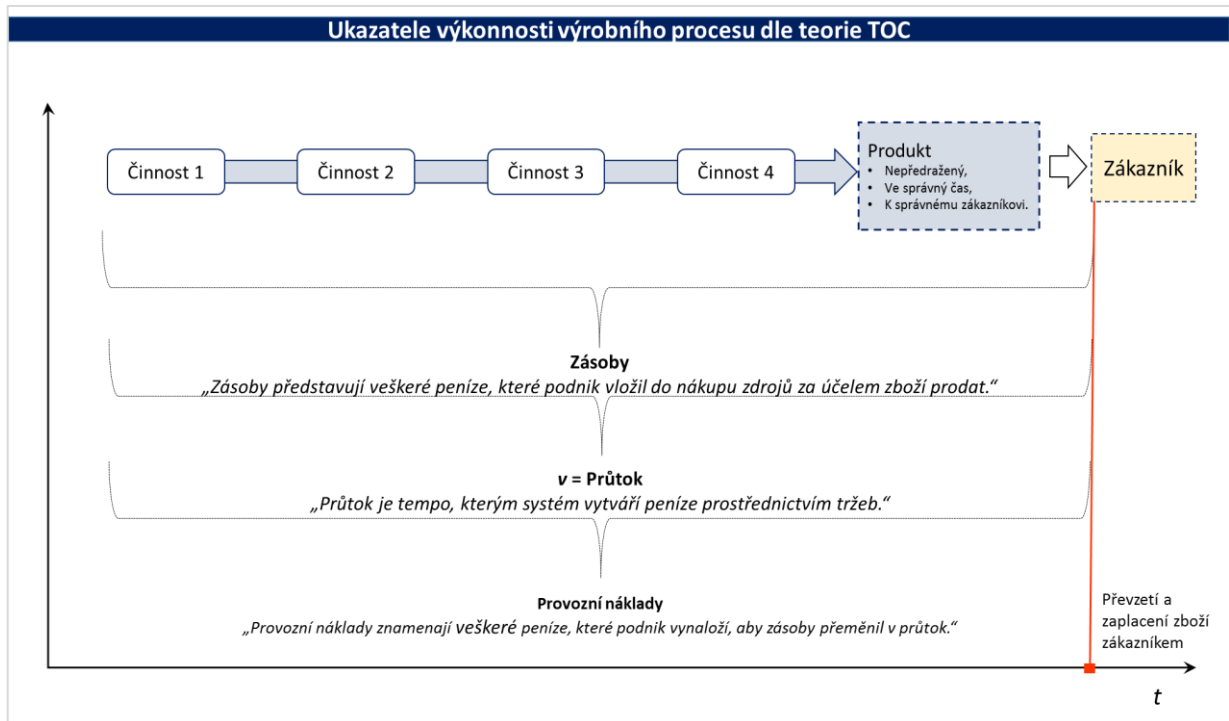 Ukazatele výkonnosti výrobního procesu dle teorie TOC
Činnost 1
Činnost 2
Činnost 3
Činnost 4
Produkt
• Nepředražený,
• Ve správný čas,
• K správnému zákazníkovi.
Zákazník
Zásoby
„Zásoby představují veškeré peníze, které podnik vložil do nákupu zdrojů za účelem zboží prodat.“
v = Průtok
„Průtok je tempo, kterým systém vytváří peníze prostřednictvím tržeb.“
Provozní náklady
„Provozní náklady znamenají veškeré peníze, které podnik vynaloží, aby zásoby přeměnil v průtok.“
Převzetí a
zaplacení zboží
zákazníkem
t